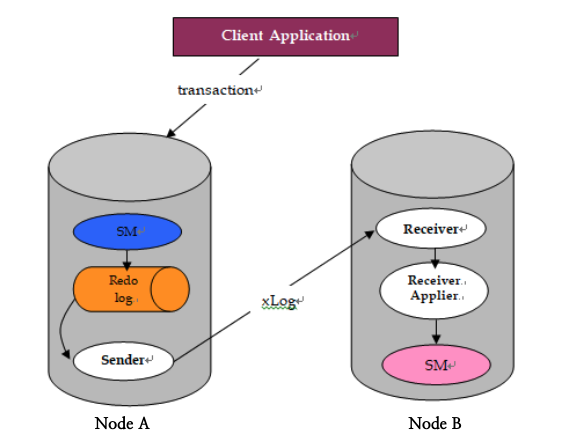 Client Application
transaction
SM
Redo
log
Sender
xLog
Receiver
Receiver
Applier
SM
Node A
Node B